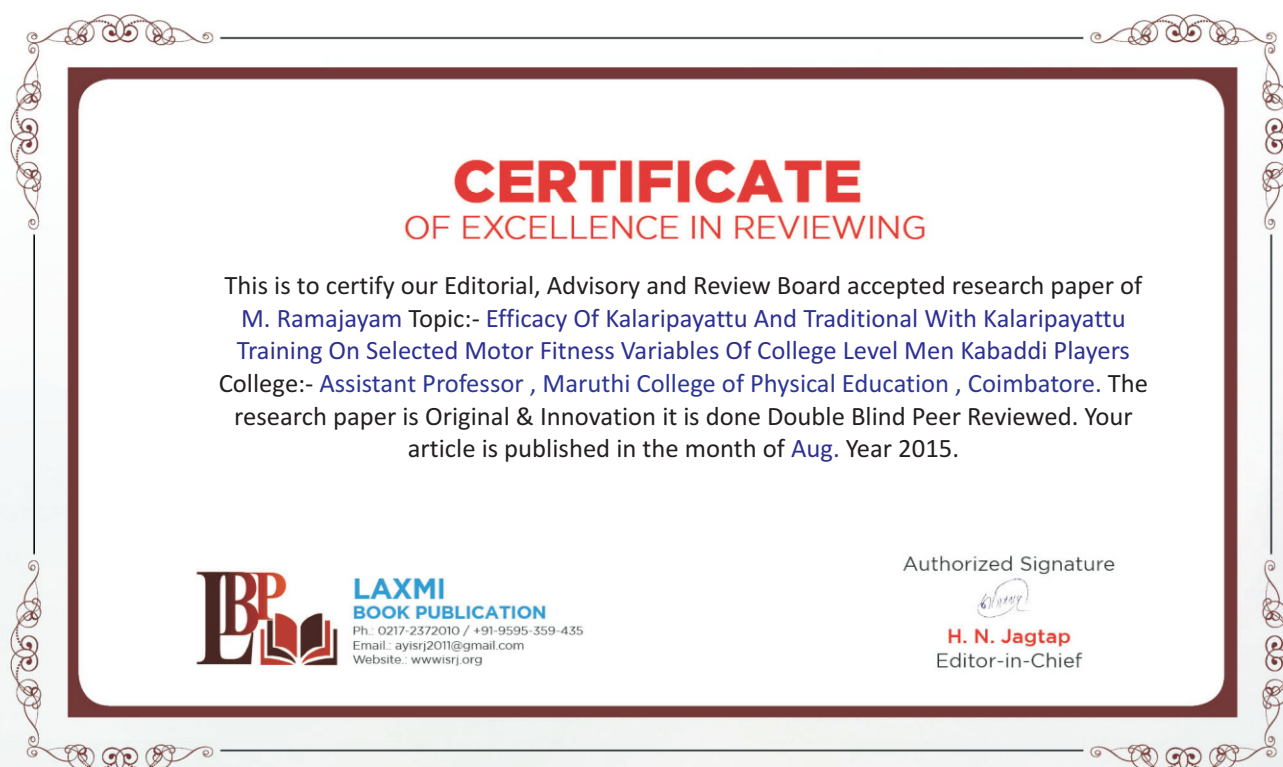 CERTIFICATE
OF EXCELLENCE IN REVIEWING
This is to certify our Editorial, Advisory and Review Board accepted research paper of
M. Ramajayam Topic:- Efficacy Of Kalaripayattu And Traditional With Kalaripayattu
Training On Selected Motor Fitness Variables Of College Level Men Kabaddi Players
College:- Assistant Professor , Maruthi College of Physical Education , Coimbatore. The
research paper is Original & Innovation it is done Double Blind Peer Reviewed. Your
article is published in the month of Aug. Year 2015.
LBP
LAXMI
BOOK PUBLICATION
Ph.: 0217-2372010 / +91-9595-359-435
Email.: ayisrj2011@gmail.com
Website.: wwwisrj.org
Authorized Signature
H. N. Jagtap
Editor-in-Chief